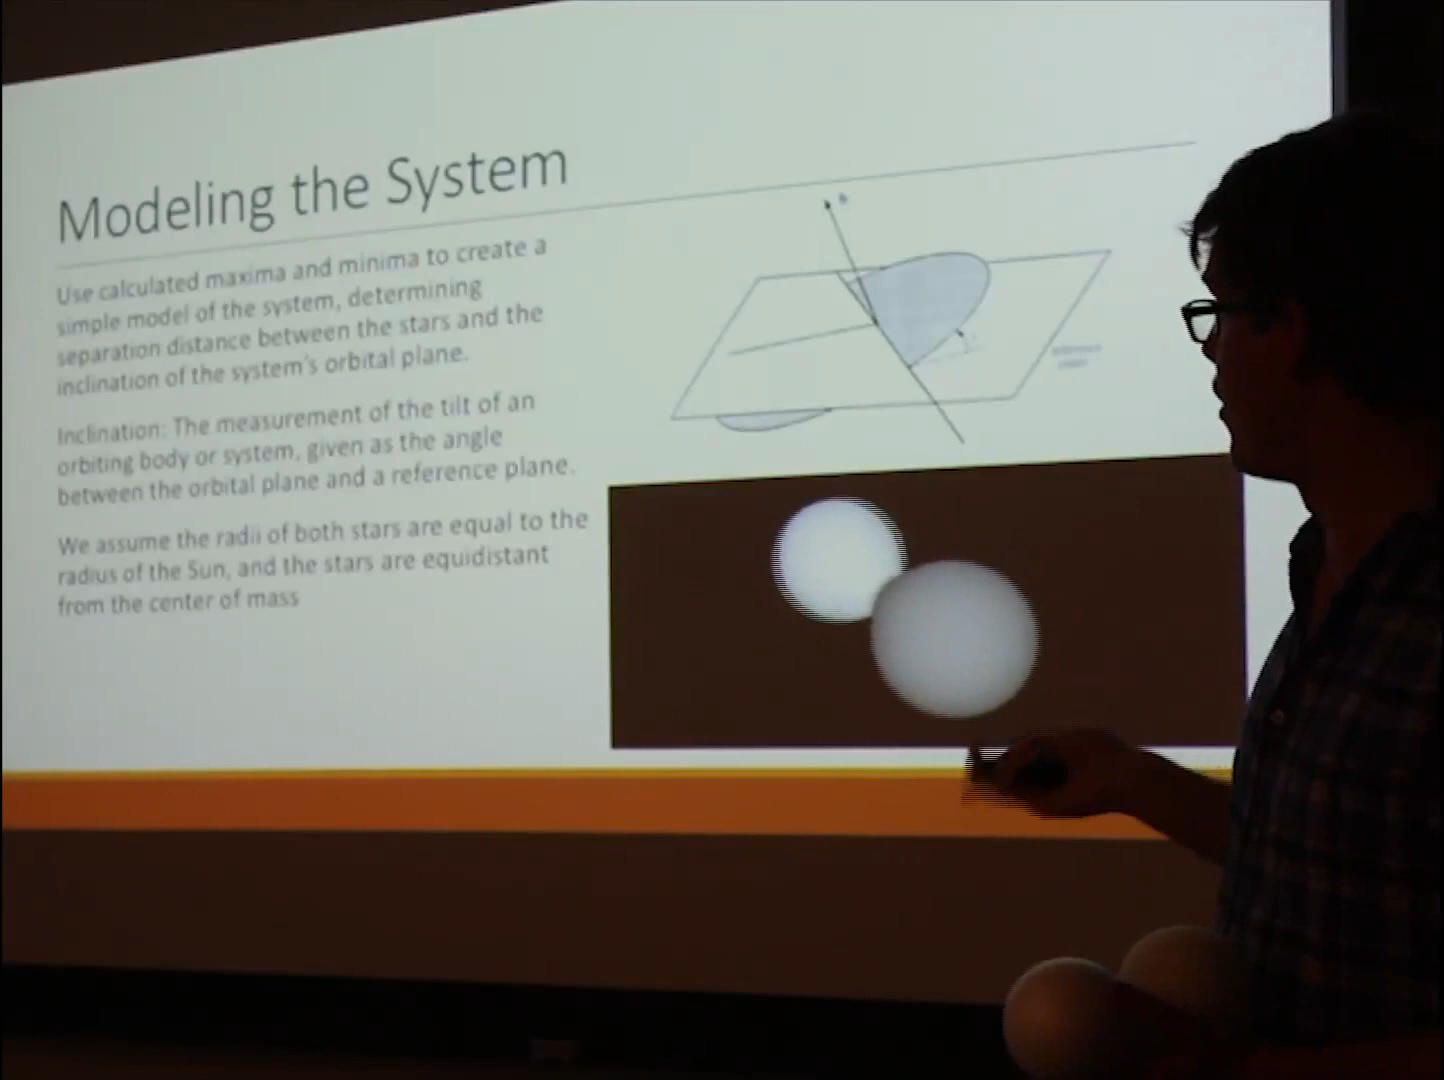 Modeling the System
Use calculated maxima and minima to create a
simple model of the system, determining
separation distance between the stars and the
inclination of the system's orbital plane.
Inclination: The measurement of the tilt of an
orbiting body or system, given as the angle
between the orbital plane and a reference plane.
We assume the radii of both stars are equal to the
radius of the Sun, and the stars are equidistant
from the center of mass